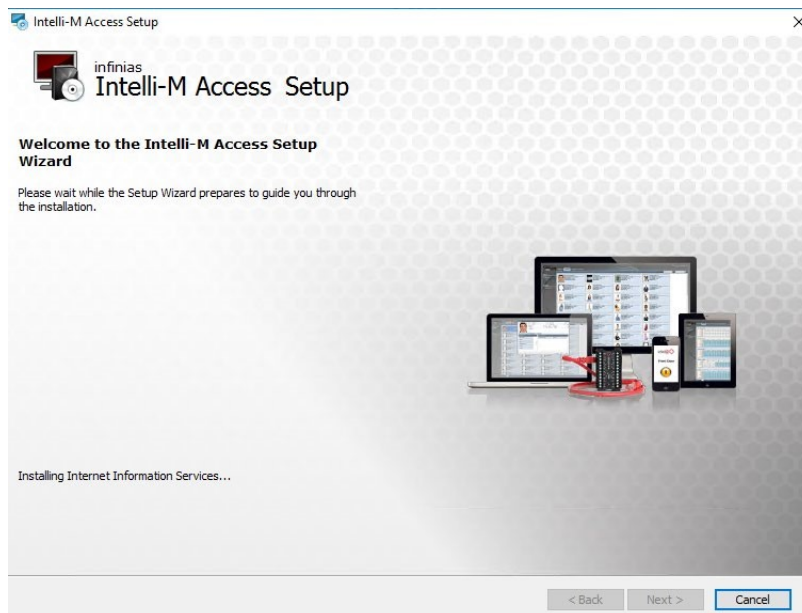 Intelli-M Access Setup
infinias
Intelli-M Access Setup
Welcome to the Intelli-M Access Setup
Wizard
Please wait while the Setup Wizard prepares to guide you through
the installation.
Installing Internet Information Services...
< Back
Next >
Cancel